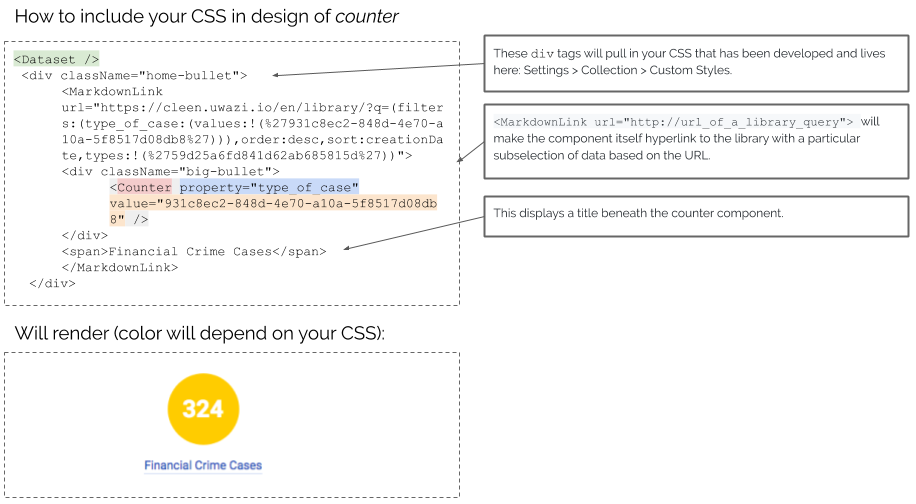 How to include your CSS in design of counter
<Dataset />
<div className="home-bullet">
<MarkdownLink
url="https://cleen.uwazi.io/en/library/?q=(filter
s:(type_of_case:(values:!(%27931c8ec2-848d-4e70-a
10a-5f8517d08db8%27))),order:desc,sort:creationDa
te,types:!(%2759d25a6fd841d62ab685815d%27))">
<div className="big-bullet">
<Counter property="type_of_case"
value="931c8ec2-848d-4e70-a10a-5f8517d08db
8" />
</div>
<span>Financial Crime Cases</span>
</MarkdownLink>
</div>
These div tags will pull in your CSS that has been developed and lives
here: Settings > Collection > Custom Styles.
<MarkdownLink url="http://url_of_a_library_query"> will
make the component itself hyperlink to the library with a particular
subselection of data based on the URL.
This displays a title beneath the counter component.
Will render (color will depend on your CSS):
324
Financial Crime Cases